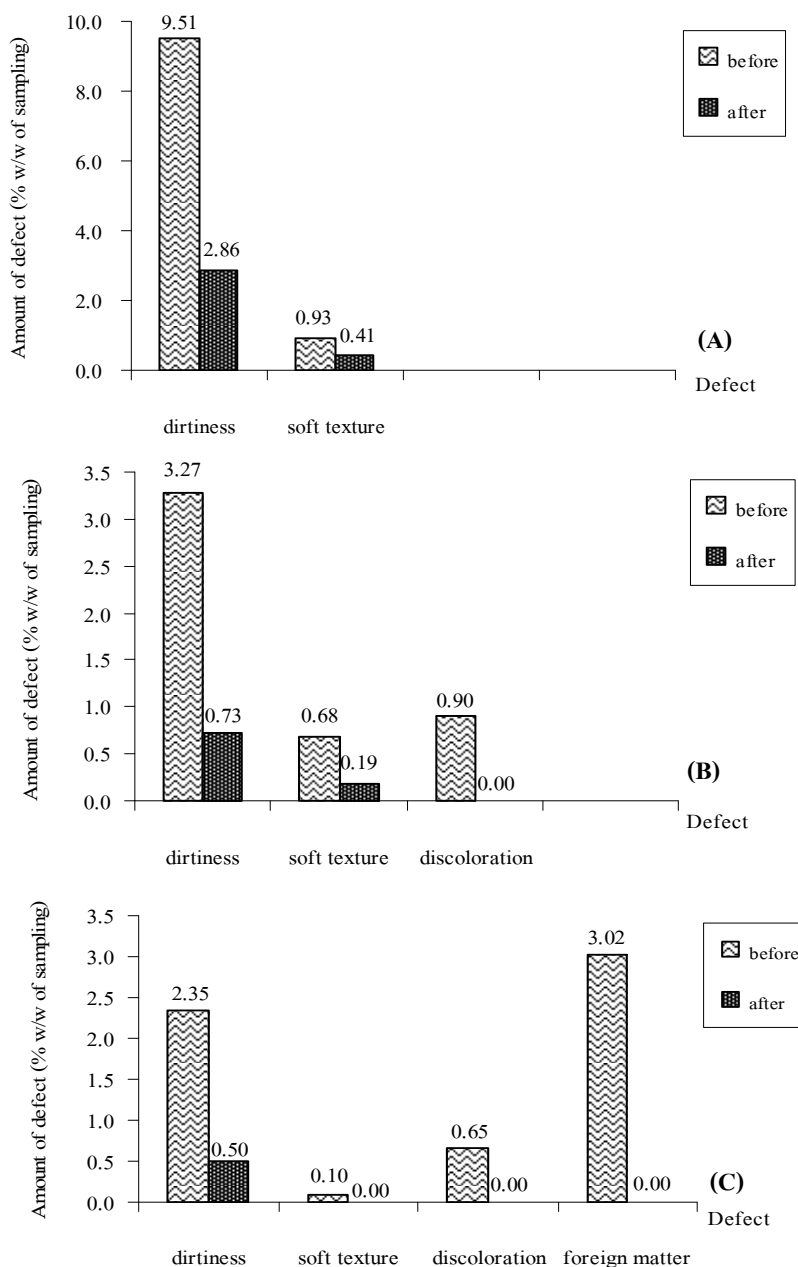 Amount of defect (% w/w of sampling)
10.0
8.0
6.0
4.0
2.0
0.0
9.51
2.86
0.93
0.41
before
after
(A)
Defect
dirtiness
soft texture
Amount of defect (% w/w of sampling)
3.5
3.0
2.5
2.0
1.5
1.0
0.5
0.0
3.27
0.73
0.68
0.19
0.90
0.00
before
after
(B)
Defect
dirtiness
soft texture
discoloration
Amount of defect (% w/w of sampling)
3.5
3.0
2.5
2.0
1.5
1.0
0.5
0.0
2.35
0.50
0.10
0.00
0.65
0.00
3.02
0.00
before
after
(C)
Defect
dirtiness
soft texture
discoloration
foreign matter